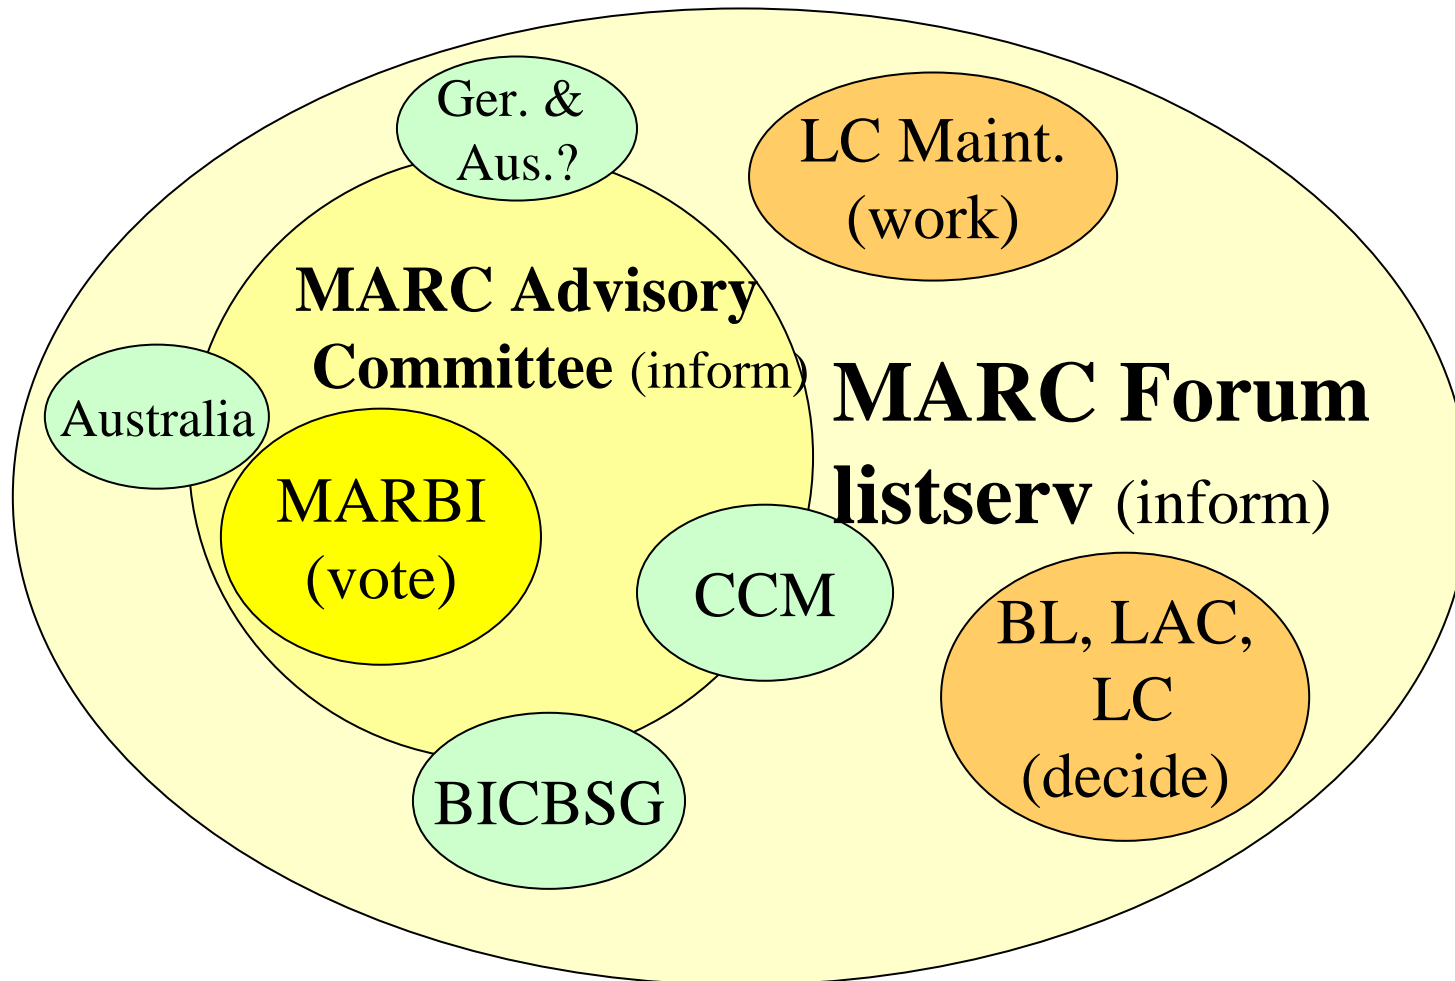 Ger. &
Aus.?
LC Maint.
(work)
MARC Advisory
Committee (inform)
Australia
MARC Forum
listserv (inform)
MARBI
(vote)
CCM
BL, LAC,
LC
(decide)
BICBSG